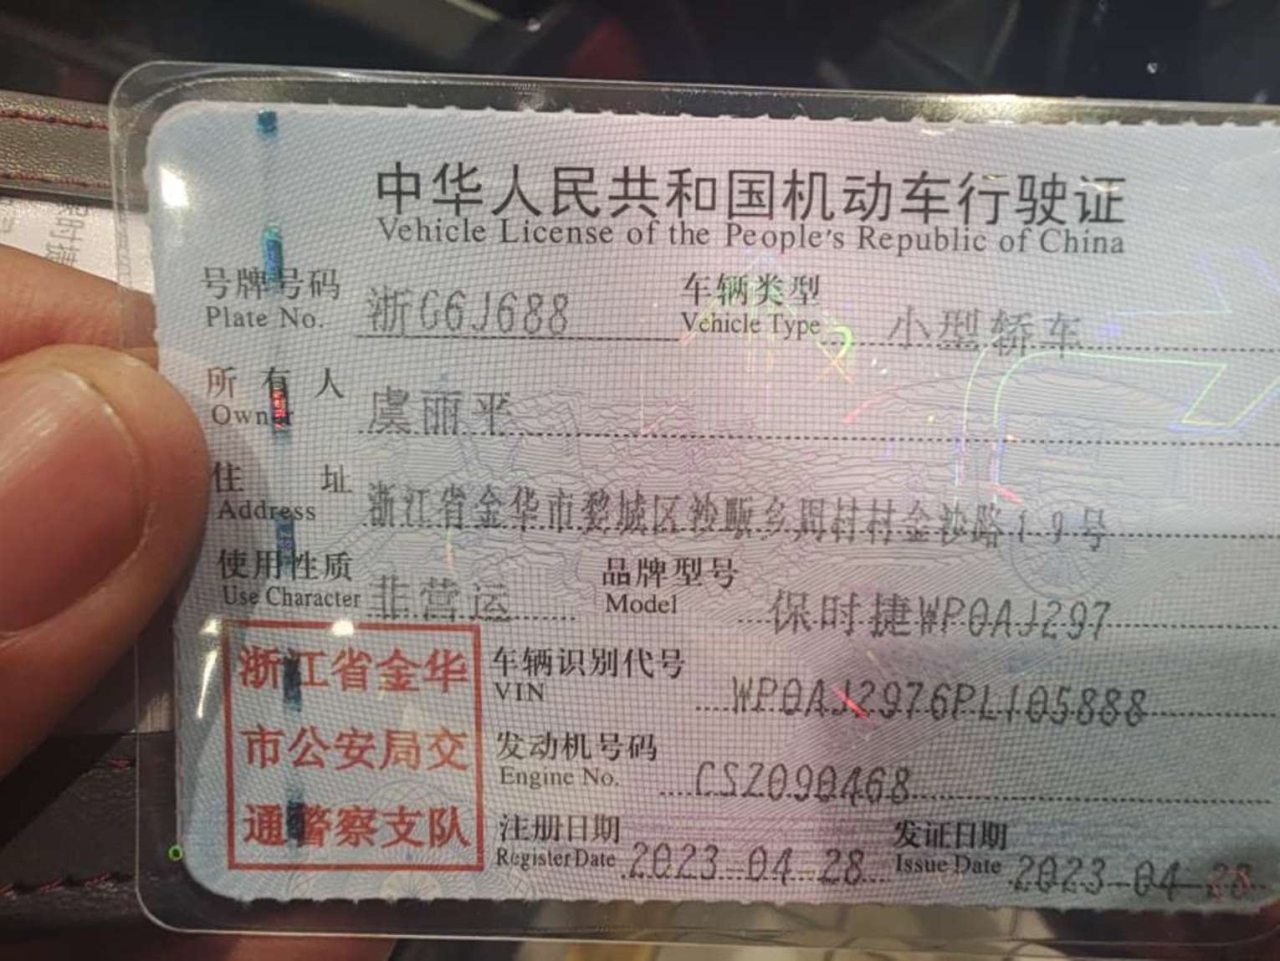 中华人民共和国机动车行驶证
Vehicle License of the People's Republic of China
号牌号码 浙G6J688 车辆类型 小型轿车
Plate No. Vehicle Type
所有人 虞丽平
Owner
住址 浙江省金华市婺城区沙畈乡周村村金沙路19号
Address
使用性质 非营运 品牌型号 保时捷WP0AJ297
Use Character Model
浙江省金华
市公安局交
通警察支队
车辆识别代号 WP0AJ2976PL105888
VIN
发动机号码 CSZ090468
Engine No.
注册日期 2023-04-28 发证日期 2023-04-28
Register Date Issue Date